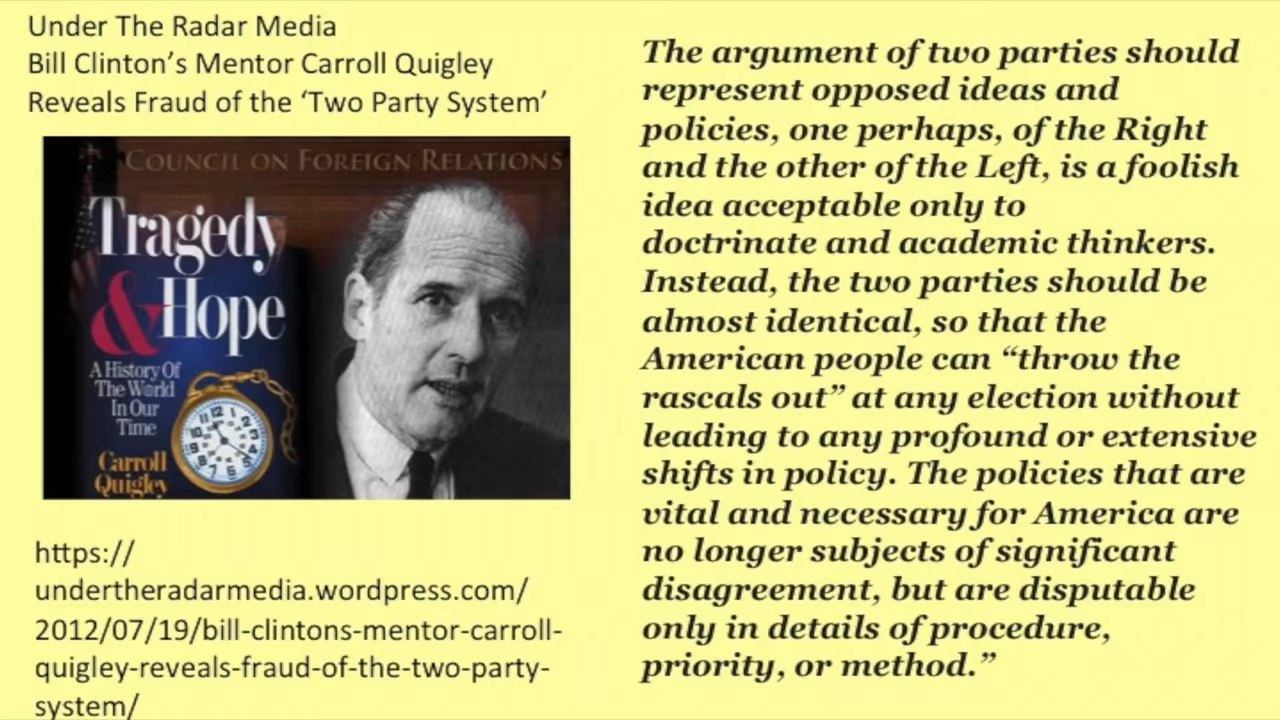 Under The Radar Media
Bill Clinton’s Mentor Carroll Quigley
Reveals Fraud of the ‘Two Party System’
COUNCIL ON FOREIGN RELATIONS
Tragedy
& Hope
A History Of
The World
In Our
Time
Carroll
Quigley
https://
undertheradarmedia.wordpress.com/
2012/07/19/bill-clintons-mentor-carroll-
quigley-reveals-fraud-of-the-two-party-
system/
The argument of two parties should
represent opposed ideas and
policies, one perhaps, of the Right
and the other of the Left, is a foolish
idea acceptable only to
doctrinate and academic thinkers.
Instead, the two parties should be
almost identical, so that the
American people can “throw the
rascals out” at any election without
leading to any profound or extensive
shifts in policy. The policies that are
vital and necessary for America are
no longer subjects of significant
disagreement, but are disputable
only in details of procedure,
priority, or method.”